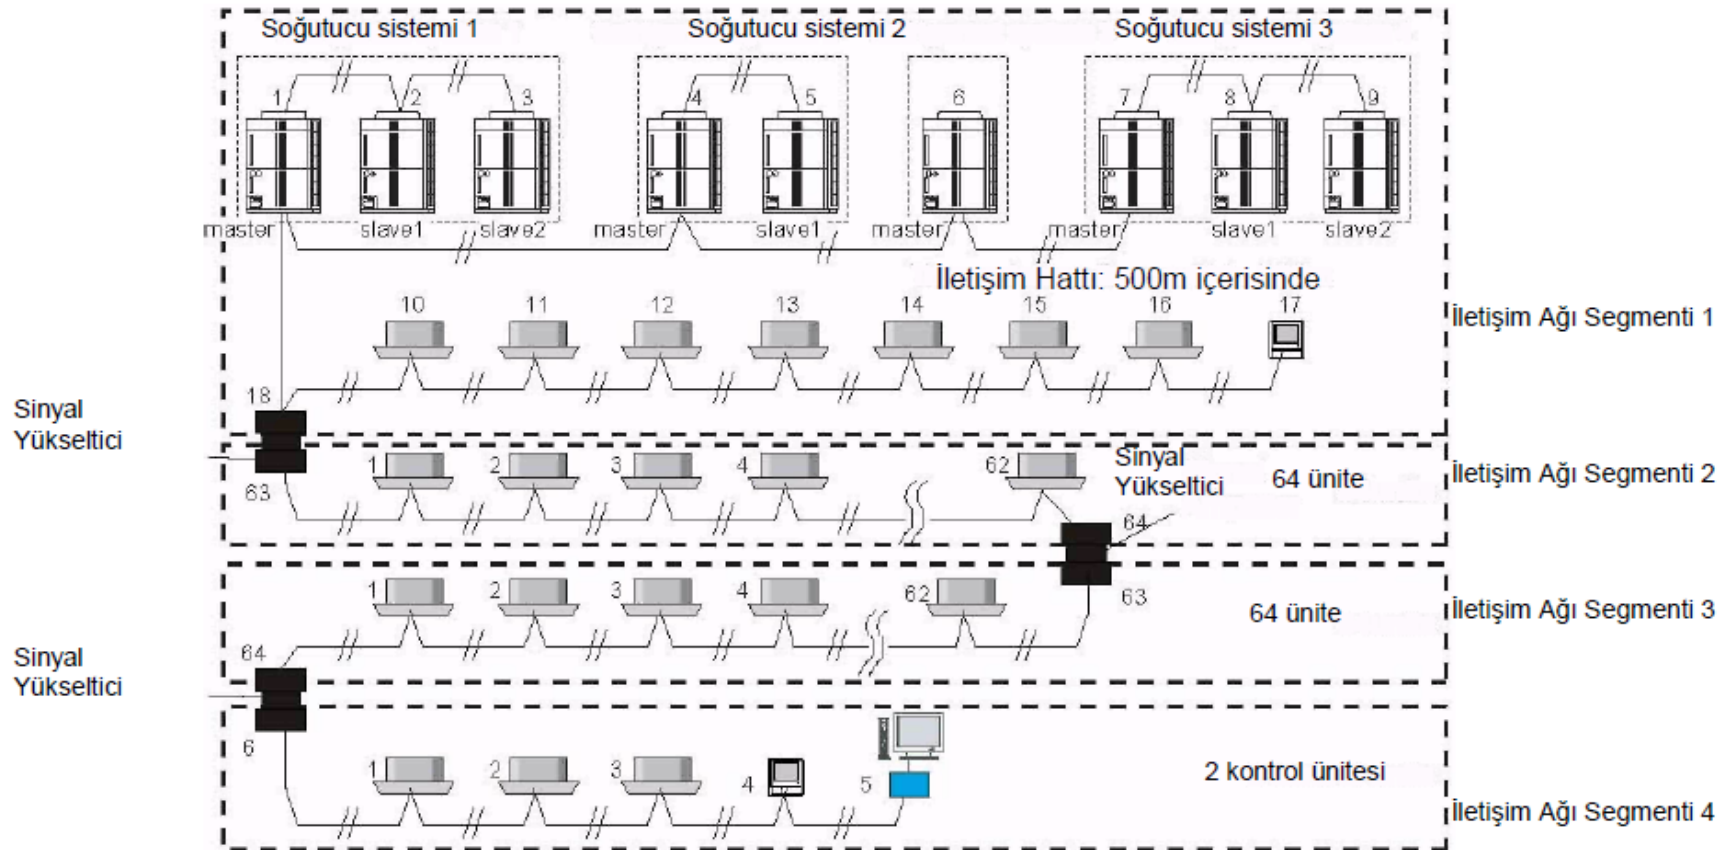 Soğutucu sistemi 1 Soğutucu sistemi 2 Soğutucu sistemi 3
1 2 3 4 5 6 7 8 9
master slave1 slave2 master slave1 master master slave1 slave2
İletişim Hattı: 500m içerisinde
10 11 12 13 14 15 16 17
İletişim Ağı Segmenti 1
18
Sinyal
Yükseltici
63
1 2 3 4 62
Sinyal
Yükseltici
64 ünite
İletişim Ağı Segmenti 2
64
1 2 3 4 62
63
64 ünite
İletişim Ağı Segmenti 3
64
Sinyal
Yükseltici
6
1 2 3 4 5
2 kontrol ünitesi
İletişim Ağı Segmenti 4